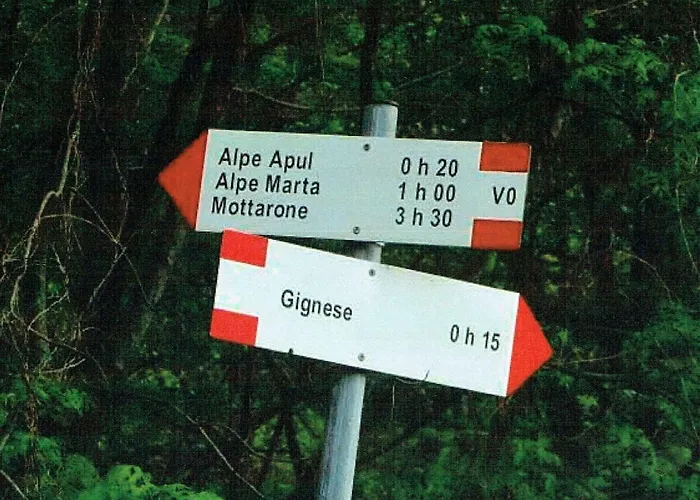 Alpe Apul 0 h 20
Alpe Marta 1 h 00 V0
Mottarone 3 h 30
Gignese 0 h 15